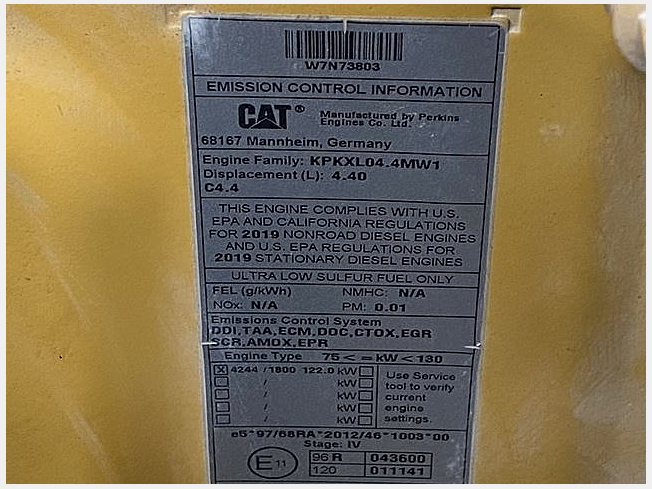 W7N73803
EMISSION CONTROL INFORMATION
CAT® Manufactured by Perkins
Engines Co. Ltd.
68167 Mannheim, Germany
Engine Family: KPKXL04.4MW1
Displacement (L): 4.40
C4.4
THIS ENGINE COMPLIES WITH U.S.
EPA AND CALIFORNIA REGULATIONS
FOR 2019 NONROAD DIESEL ENGINES
AND U.S. EPA REGULATIONS FOR
2019 STATIONARY DIESEL ENGINES
ULTRA LOW SULFUR FUEL ONLY
FEL (g/kWh) NMHC: N/A
NOx: N/A PM: 0.01
Emissions Control System
DDI,TAA,ECM,DOC,CTOX,EGR
SCR,AMOX,EPR
Engine Type 75 < = kW < 130
X 4244 / 1800 122.0 kW
/ kW
/ kW
/ kW
/ kW
Use Service
tool to verify
current
engine
settings.
e5*97/68RA*2012/46*1003*00
Stage: IV
E 11
96 R 043600
120 011141